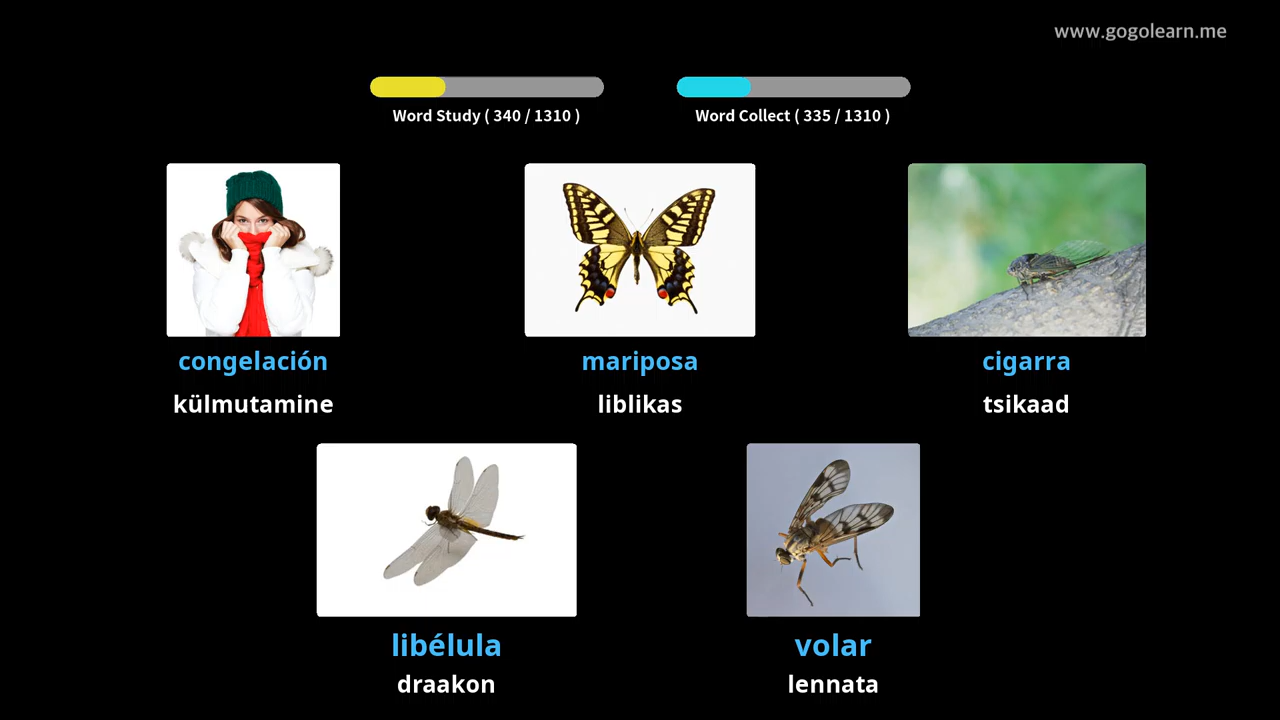 www.gogolearn.me
Word Study ( 340 / 1310 )
Word Collect ( 335 / 1310 )
congelación
mariposa
cigarra
külmutamine
liblikas
tsikaad
libélula
volar
draakon
lennata